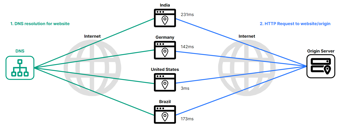 India
1. DNS resolution for website
231ms
2. HTTP Request to website/origin
Internet
Germany
Internet
142ms
DNS
Origin Server
United States
3ms
Brazil
173ms